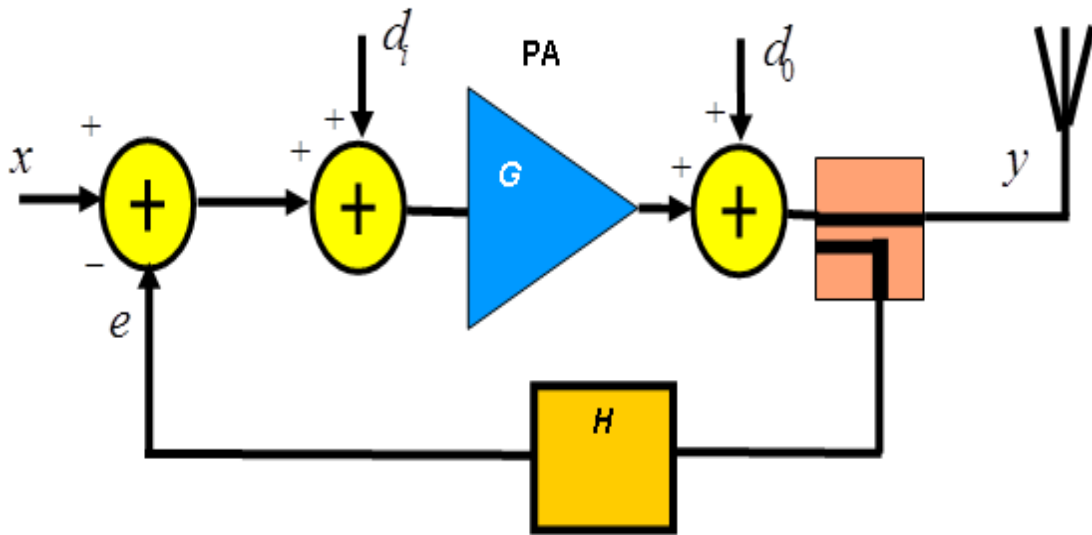 d_i
PA
d_0
+
+
+
+
+
x
+
+
G
+
y
−
e
H